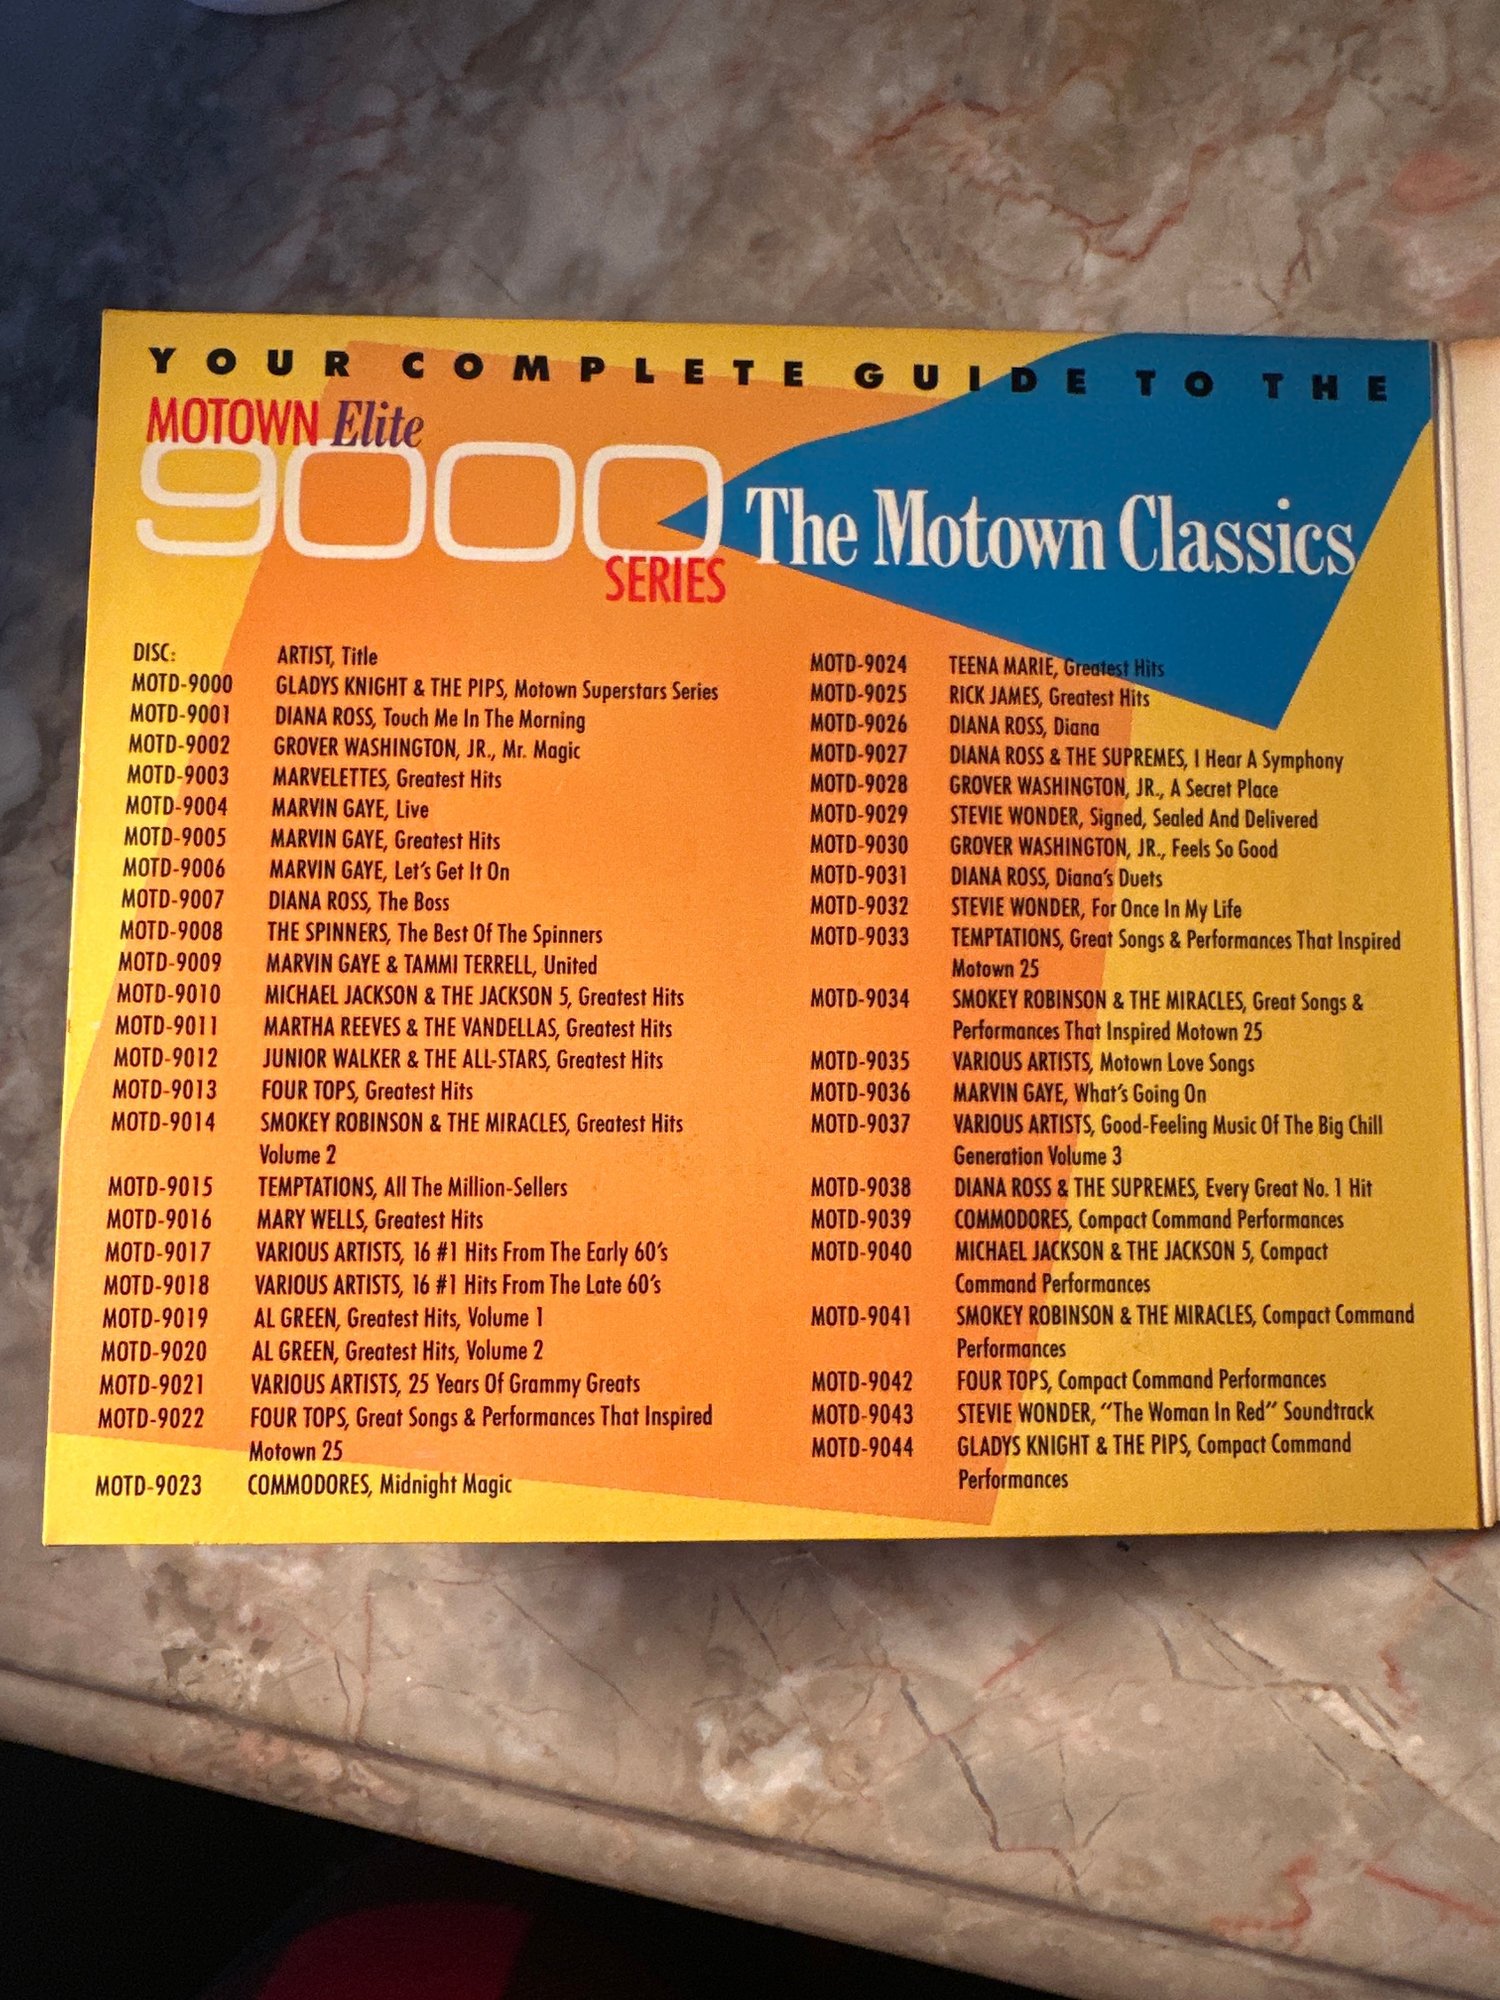 YOUR COMPLETE GUIDE TO THE
MOTOWN Elite
9000
SERIES
The Motown Classics
DISC: ARTIST, Title
MOTD-9000 GLADYS KNIGHT & THE PIPS, Motown Superstars Series
MOTD-9001 DIANA ROSS, Touch Me In The Morning
MOTD-9002 GROVER WASHINGTON, JR., Mr. Magic
MOTD-9003 MARVELETTES, Greatest Hits
MOTD-9004 MARVIN GAYE, Live
MOTD-9005 MARVIN GAYE, Greatest Hits
MOTD-9006 MARVIN GAYE, Let's Get It On
MOTD-9007 DIANA ROSS, The Boss
MOTD-9008 THE SPINNERS, The Best Of The Spinners
MOTD-9009 MARVIN GAYE & TAMMI TERRELL, United
MOTD-9010 MICHAEL JACKSON & THE JACKSON 5, Greatest Hits
MOTD-9011 MARTHA REEVES & THE VANDELLAS, Greatest Hits
MOTD-9012 JUNIOR WALKER & THE ALL-STARS, Greatest Hits
MOTD-9013 FOUR TOPS, Greatest Hits
MOTD-9014 SMOKEY ROBINSON & THE MIRACLES, Greatest Hits
Volume 2
MOTD-9015 TEMPTATIONS, All The Million-Sellers
MOTD-9016 MARY WELLS, Greatest Hits
MOTD-9017 VARIOUS ARTISTS, 16 #1 Hits From The Early 60's
MOTD-9018 VARIOUS ARTISTS, 16 #1 Hits From The Late 60's
MOTD-9019 AL GREEN, Greatest Hits, Volume 1
MOTD-9020 AL GREEN, Greatest Hits, Volume 2
MOTD-9021 VARIOUS ARTISTS, 25 Years Of Grammy Greats
MOTD-9022 FOUR TOPS, Great Songs & Performances That Inspired
Motown 25
MOTD-9023 COMMODORES, Midnight Magic
MOTD-9024 TEENA MARIE, Greatest Hits
MOTD-9025 RICK JAMES, Greatest Hits
MOTD-9026 DIANA ROSS, Diana
MOTD-9027 DIANA ROSS & THE SUPREMES, I Hear A Symphony
MOTD-9028 GROVER WASHINGTON, JR., A Secret Place
MOTD-9029 STEVIE WONDER, Signed, Sealed And Delivered
MOTD-9030 GROVER WASHINGTON, JR., Feels So Good
MOTD-9031 DIANA ROSS, Diana's Duets
MOTD-9032 STEVIE WONDER, For Once In My Life
MOTD-9033 TEMPTATIONS, Great Songs & Performances That Inspired
Motown 25
MOTD-9034 SMOKEY ROBINSON & THE MIRACLES, Great Songs &
Performances That Inspired Motown 25
MOTD-9035 VARIOUS ARTISTS, Motown Love Songs
MOTD-9036 MARVIN GAYE, What's Going On
MOTD-9037 VARIOUS ARTISTS, Good-Feeling Music Of The Big Chill
Generation Volume 3
MOTD-9038 DIANA ROSS & THE SUPREMES, Every Great No. 1 Hit
MOTD-9039 COMMODORES, Compact Command Performances
MOTD-9040 MICHAEL JACKSON & THE JACKSON 5, Compact
Command Performances
MOTD-9041 SMOKEY ROBINSON & THE MIRACLES, Compact Command
Performances
MOTD-9042 FOUR TOPS, Compact Command Performances
MOTD-9043 STEVIE WONDER, "The Woman In Red" Soundtrack
MOTD-9044 GLADYS KNIGHT & THE PIPS, Compact Command
Performances